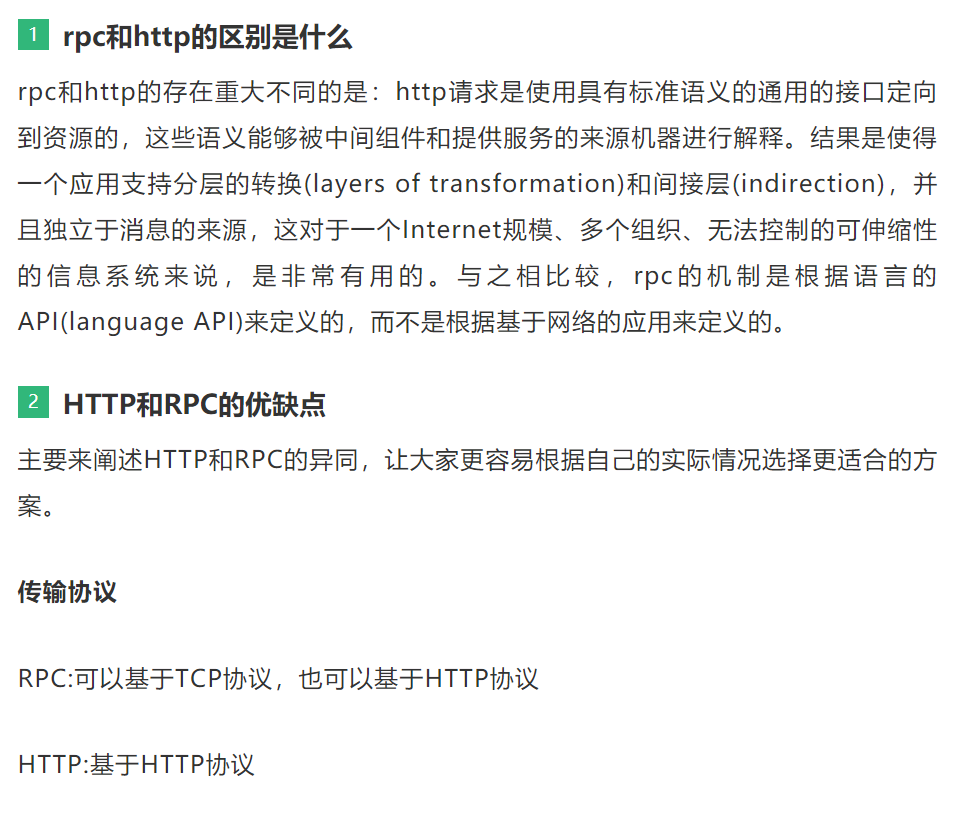 1 rpc和http的区别是什么
rpc和http的存在重大不同的是：http请求是使用具有标准语义的通用的接口定向
到资源的，这些语义能够被中间组件和提供服务的来源机器进行解释。结果是使得
一个应用支持分层的转换(layers of transformation)和间接层(indirection)，并
且独立于消息的来源，这对于一个Internet规模、多个组织、无法控制的可伸缩性
的信息系统来说，是非常有用的。与之相比较，rpc的机制是根据语言的
API(language API)来定义的，而不是根据基于网络的应用来定义的。
2 HTTP和RPC的优缺点
主要来阐述HTTP和RPC的异同，让大家更容易根据自己的实际情况选择更适合的方
案。
传输协议
RPC:可以基于TCP协议，也可以基于HTTP协议
HTTP:基于HTTP协议